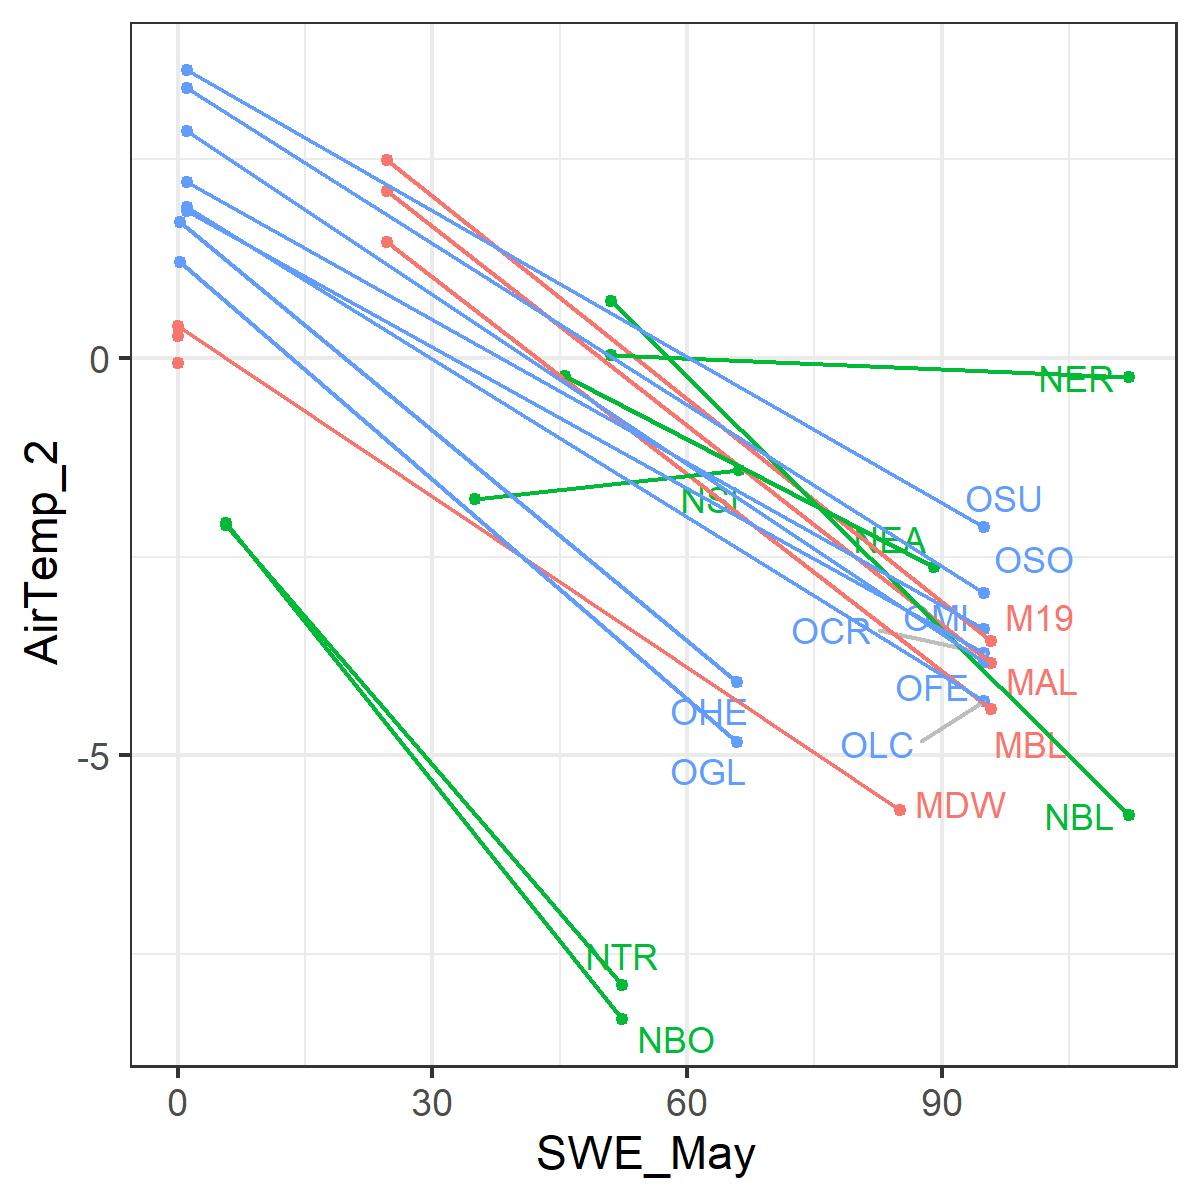 AirTemp_2
0
-5
NER
OSU
NSI
NEA
OSO
OMI
M19
OCR
MAL
OFE
OHE
OLC
MBL
OGL
MDW
NBL
NTR
NBO
0
30
60
90
SWE_May